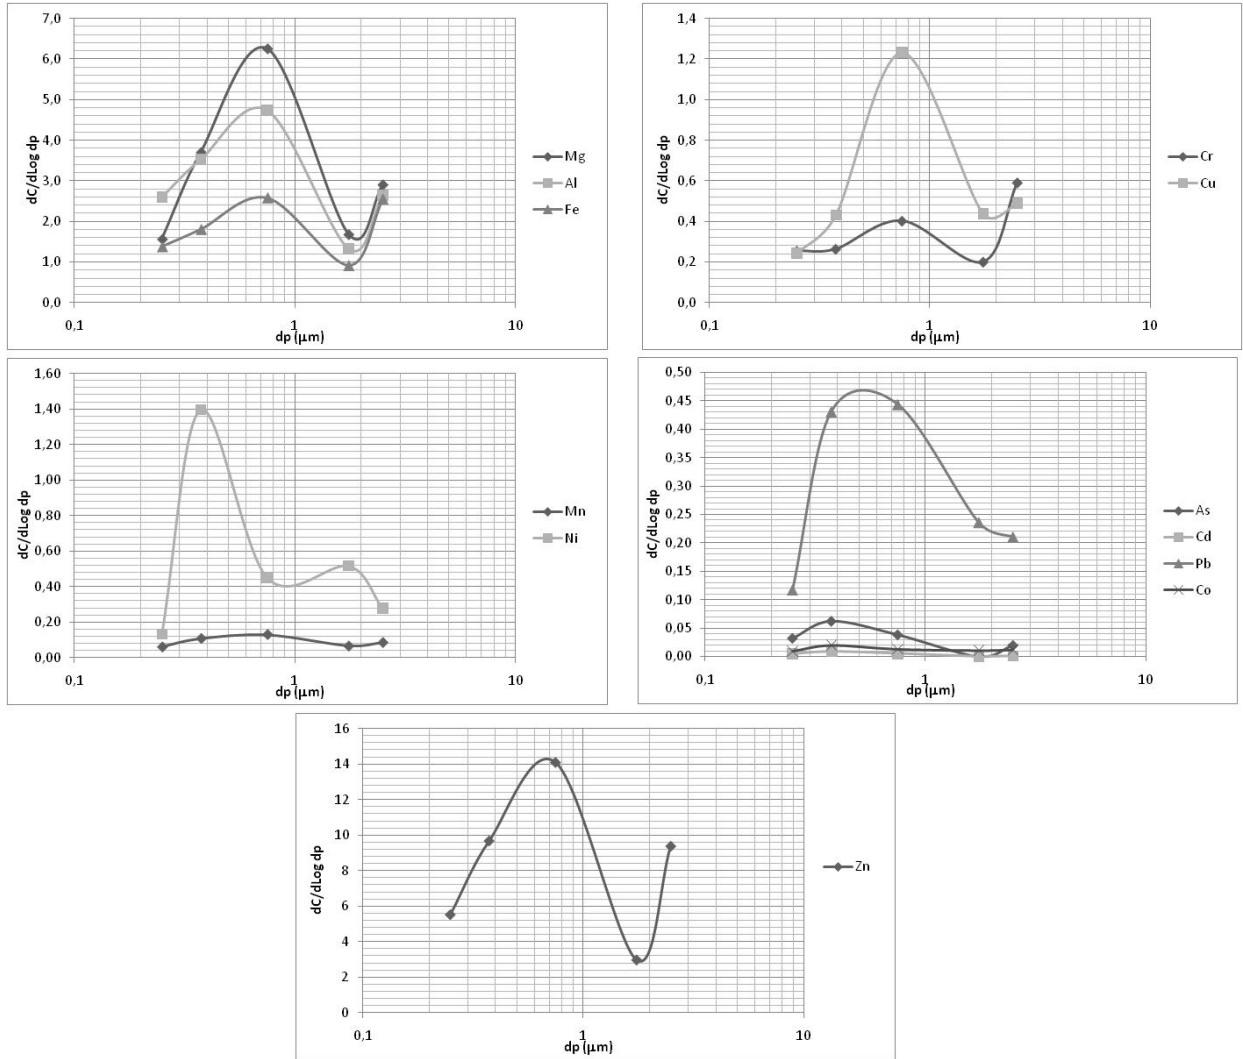 7,0
6,0
5,0
4,0
3,0
2,0
1,0
0,0
dC/dLog dp
0,1 1 10
dp (µm)
Mg
Al
Fe
1,4
1,2
1,0
0,8
0,6
0,4
0,2
0,0
dC/dLog dp
0,1 1 10
dp (µm)
Cr
Cu
1,60
1,40
1,20
1,00
0,80
0,60
0,40
0,20
0,00
dC/dLog dp
0,1 1 10
dp (µm)
Mn
Ni
0,50
0,45
0,40
0,35
0,30
0,25
0,20
0,15
0,10
0,05
0,00
dC/dLog dp
0,1 1 10
dp (µm)
As
Cd
Pb
Co
16
14
12
10
8
6
4
2
0
dC/dLog dp
0,1 1 10
dp (µm)
Zn